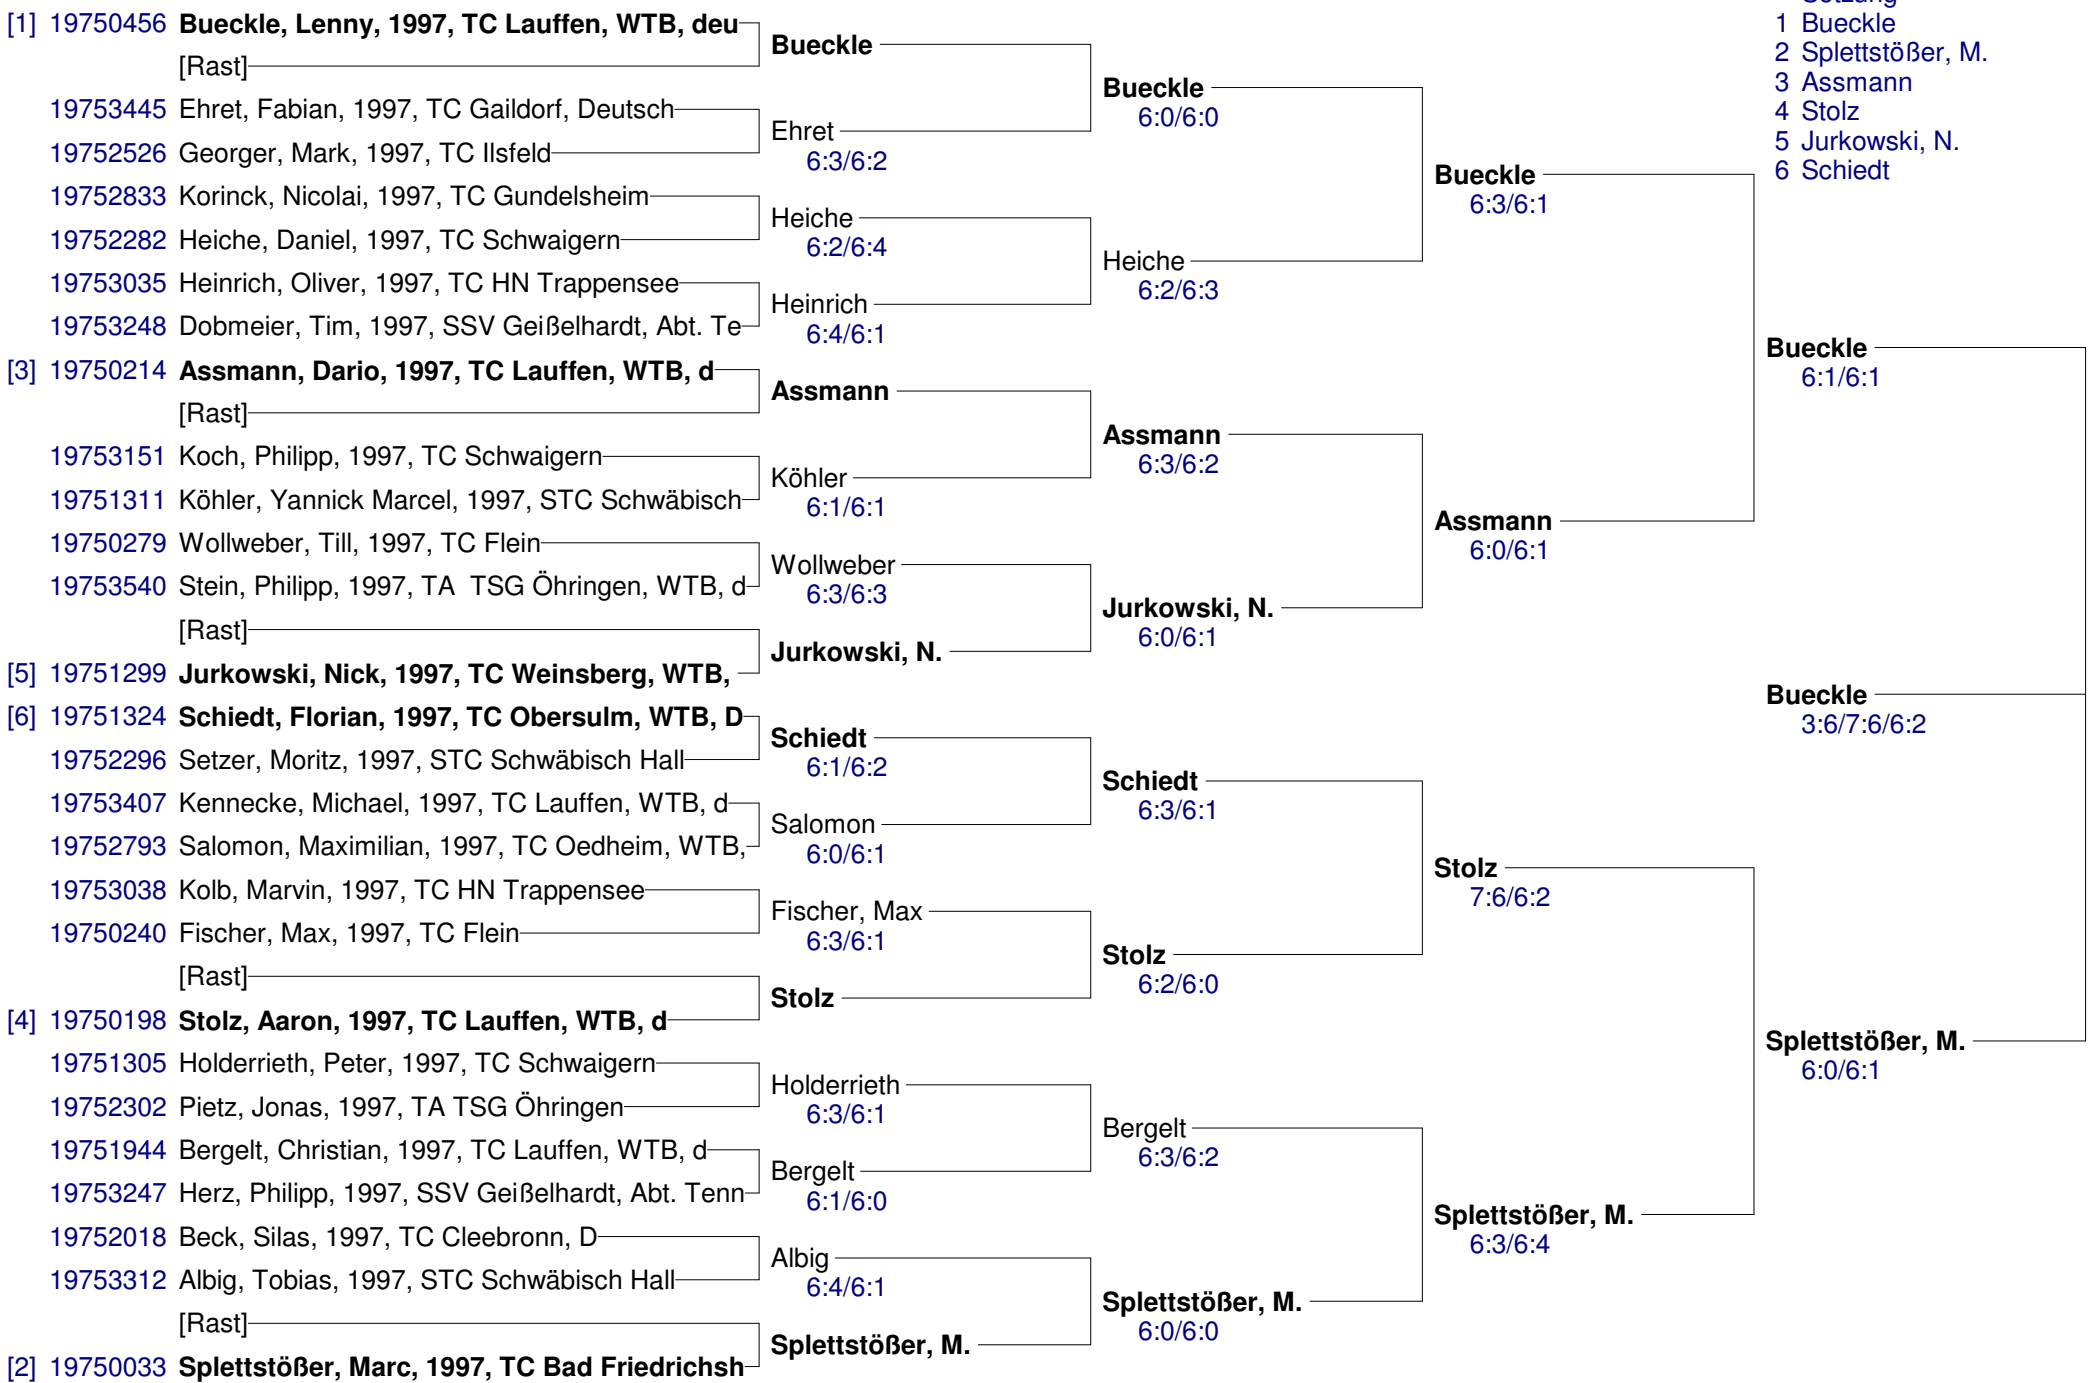 Setzung
1 Bueckle
2 Splettstößer, M.
3 Assmann
4 Stolz
5 Jurkowski, N.
6 Schiedt
[1] 19750456 Bueckle, Lenny, 1997, TC Lauffen, WTB, deu
[Rast]
19753445 Ehret, Fabian, 1997, TC Gaildorf, Deutsch
19752526 Georger, Mark, 1997, TC Ilsfeld
19752833 Korinck, Nicolai, 1997, TC Gundelsheim
19752282 Heiche, Daniel, 1997, TC Schwaigern
19753035 Heinrich, Oliver, 1997, TC HN Trappensee
19753248 Dobmeier, Tim, 1997, SSV Geißelhardt, Abt. Te
[3] 19750214 Assmann, Dario, 1997, TC Lauffen, WTB, d
[Rast]
19753151 Koch, Philipp, 1997, TC Schwaigern
19751311 Köhler, Yannick Marcel, 1997, STC Schwäbisch
19750279 Wollweber, Till, 1997, TC Flein
19753540 Stein, Philipp, 1997, TA TSG Öhringen, WTB, d
[Rast]
[5] 19751299 Jurkowski, Nick, 1997, TC Weinsberg, WTB,
[6] 19751324 Schiedt, Florian, 1997, TC Obersulm, WTB, D
19752296 Setzer, Moritz, 1997, STC Schwäbisch Hall
19753407 Kennecke, Michael, 1997, TC Lauffen, WTB, d
19752793 Salomon, Maximilian, 1997, TC Oedheim, WTB,
19753038 Kolb, Marvin, 1997, TC HN Trappensee
19750240 Fischer, Max, 1997, TC Flein
[Rast]
[4] 19750198 Stolz, Aaron, 1997, TC Lauffen, WTB, d
19751305 Holderrieth, Peter, 1997, TC Schwaigern
19752302 Pietz, Jonas, 1997, TA TSG Öhringen
19751944 Bergelt, Christian, 1997, TC Lauffen, WTB, d
19753247 Herz, Philipp, 1997, SSV Geißelhardt, Abt. Tenn
19752018 Beck, Silas, 1997, TC Cleebronn, D
19753312 Albig, Tobias, 1997, STC Schwäbisch Hall
[Rast]
[2] 19750033 Splettstößer, Marc, 1997, TC Bad Friedrichsh
Bueckle
Ehret
6:3/6:2
Heiche
6:2/6:4
Heinrich
6:4/6:1
Assmann
Köhler
6:1/6:1
Wollweber
6:3/6:3
Jurkowski, N.
Schiedt
6:1/6:2
Salomon
6:0/6:1
Fischer, Max
6:3/6:1
Stolz
Holderrieth
6:3/6:1
Bergelt
6:1/6:0
Albig
6:4/6:1
Splettstößer, M.
Bueckle
6:0/6:0
Heiche
6:2/6:3
Assmann
6:3/6:2
Jurkowski, N.
6:0/6:1
Schiedt
6:3/6:1
Stolz
6:2/6:0
Bergelt
6:3/6:2
Splettstößer, M.
6:0/6:0
Bueckle
6:3/6:1
Assmann
6:0/6:1
Stolz
7:6/6:2
Splettstößer, M.
6:3/6:4
Bueckle
6:1/6:1
Bueckle
3:6/7:6/6:2
Splettstößer, M.
6:0/6:1